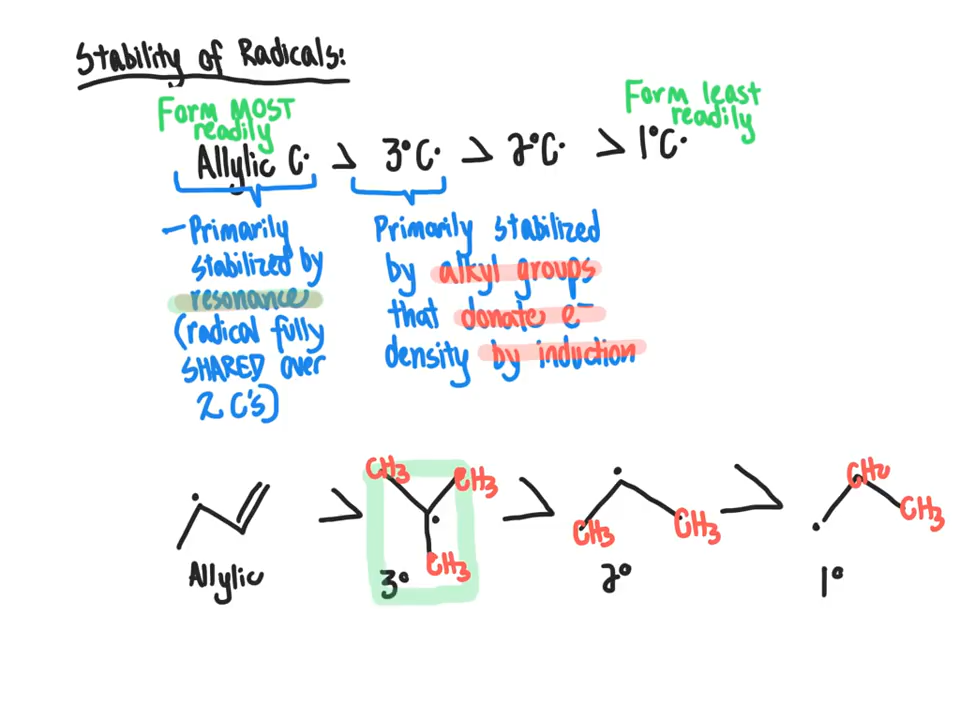 Stability of Radicals:
Form MOST
readily
Form least
readily
Allylic C· > 3°C· > 2°C· > 1°C·
- Primarily
stabilized by
resonance
(radical fully
SHARED over
2 C's)
Primarily stabilized
by alkyl groups
that donate e⁻
density by induction
CH3 CH3 CH3
> > >
CH3 CH3
CH2 CH3
Allylic 3° 2° 1°